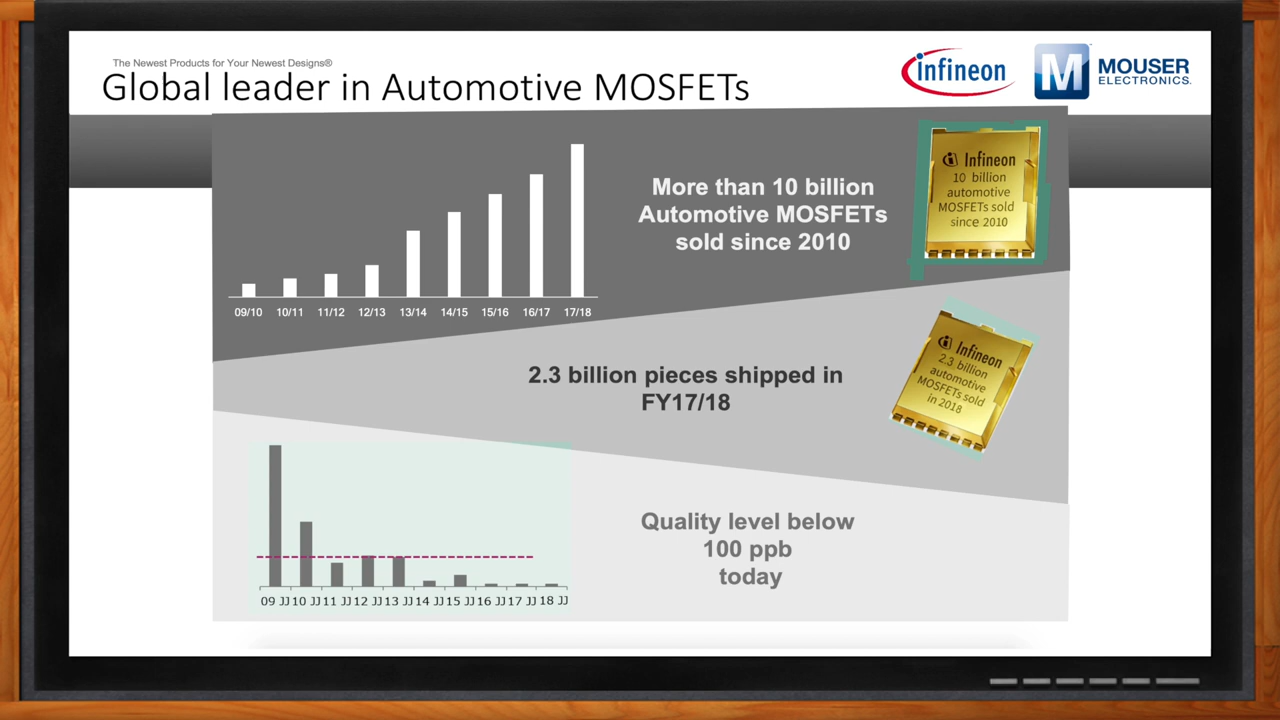 The Newest Products for Your Newest Designs®
Global leader in Automotive MOSFETs
infineon
M
MOUSER
ELECTRONICS.
More than 10 billion
Automotive MOSFETs
sold since 2010
Infineon
10 billion
automotive
MOSFETs sold
since 2010
09/10 10/11 11/12 12/13 13/14 14/15 15/16 16/17 17/18
2.3 billion pieces shipped in
FY17/18
Infineon
2.3 billion
automotive
MOSFETs sold
in 2018
Quality level below
100 ppb
today
09 JJ 10 JJ 11 JJ 12 JJ 13 JJ 14 JJ 15 JJ 16 JJ 17 JJ 18 JJ